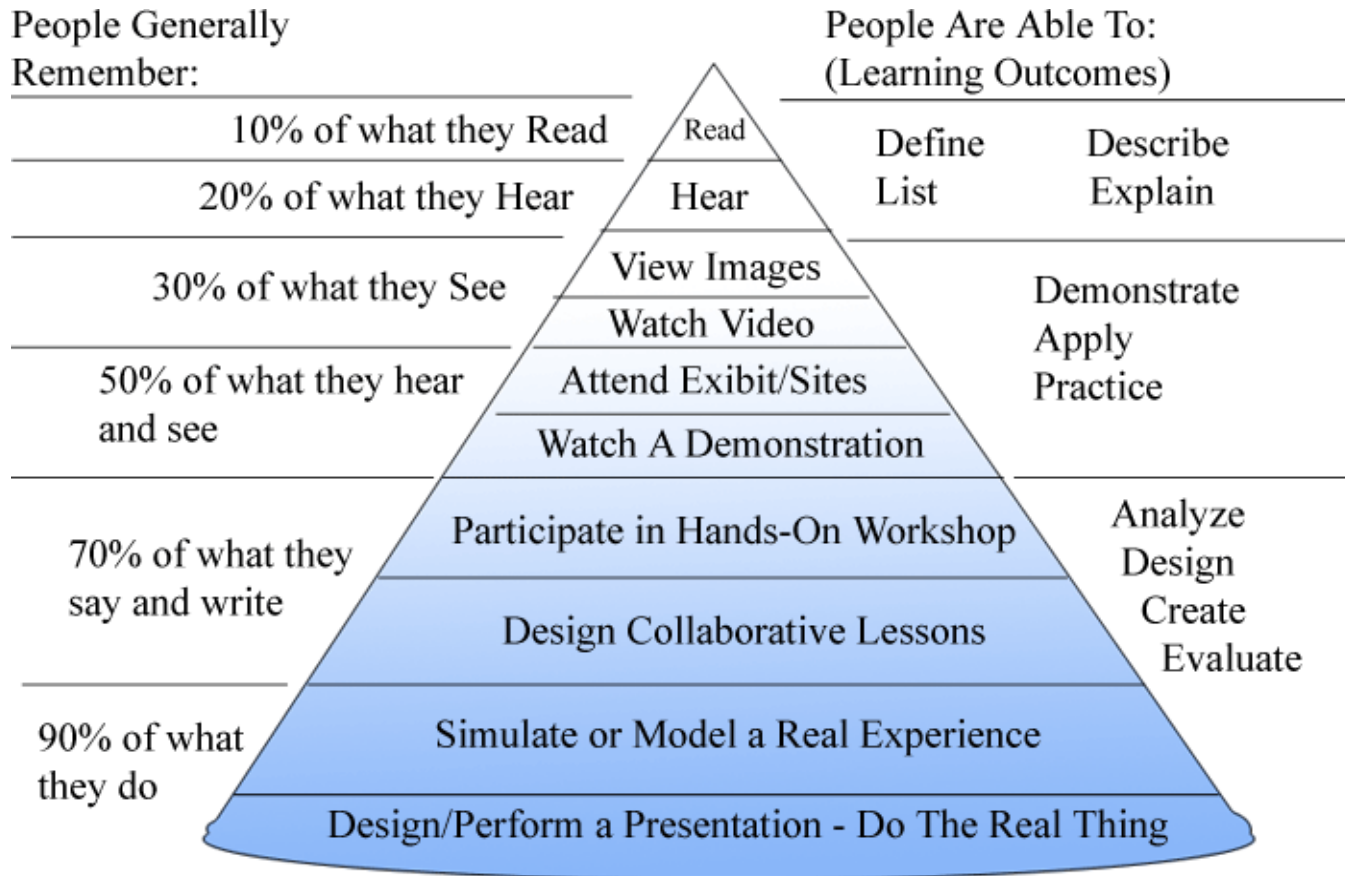 People Generally
Remember:
10% of what they Read
20% of what they Hear
30% of what they See
50% of what they hear
and see
70% of what they
say and write
90% of what
they do
Read
Hear
View Images
Watch Video
Attend Exibit/Sites
Watch A Demonstration
Participate in Hands-On Workshop
Design Collaborative Lessons
Simulate or Model a Real Experience
Design/Perform a Presentation - Do The Real Thing
People Are Able To:
(Learning Outcomes)
Define Describe
List Explain
Demonstrate
Apply
Practice
Analyze
Design
Create
Evaluate